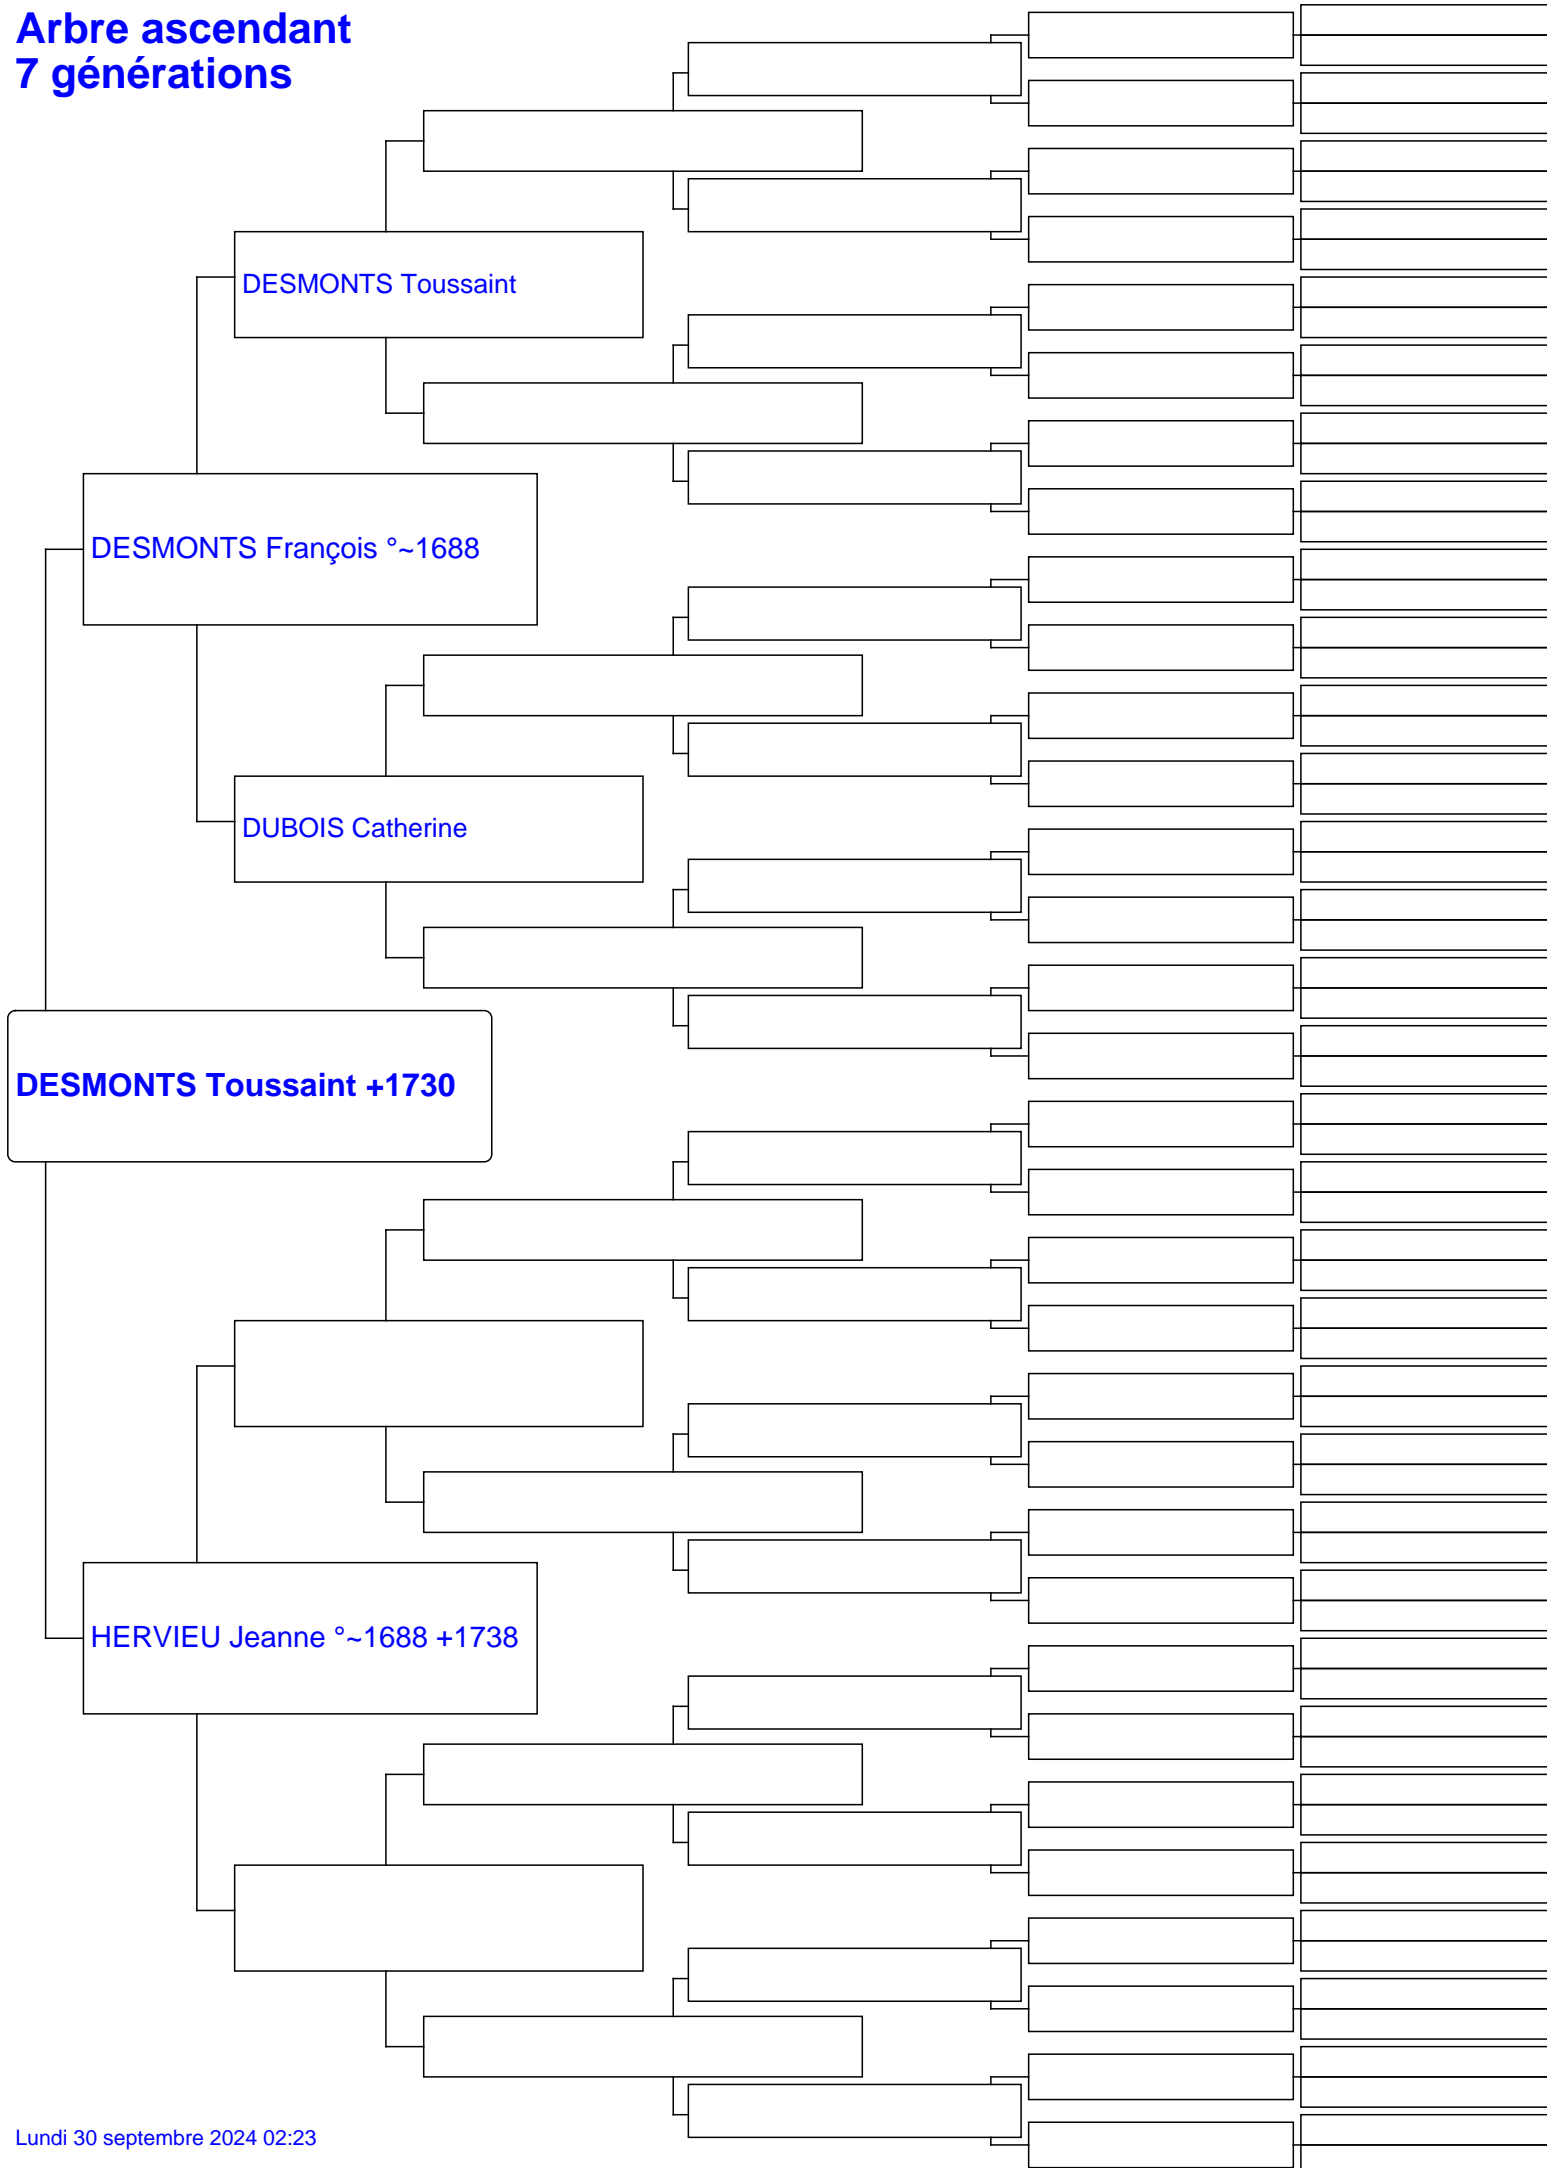 Arbre ascendant
7 générations
DESMONTS Toussaint
DESMONTS François °~1688
DUBOIS Catherine
DESMONTS Toussaint +1730
HERVIEU Jeanne °~1688 +1738
Lundi 30 septembre 2024 02:23